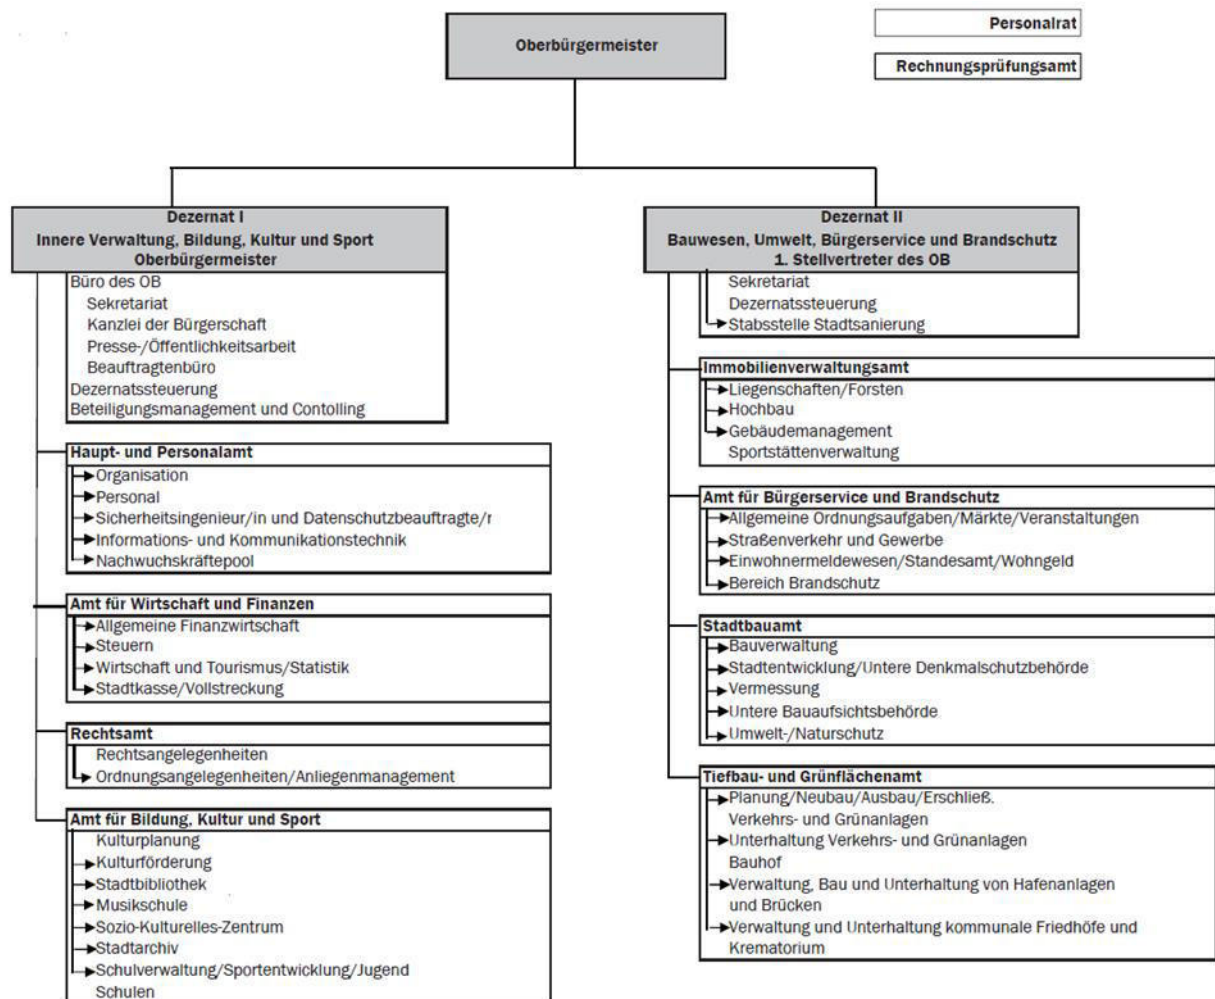 Oberbürgermeister
Personalrat
Rechnungsprüfungsamt
Dezernat I
Innere Verwaltung, Bildung, Kultur und Sport
Oberbürgermeister
Büro des OB
Sekretariat
Kanzlei der Bürgerschaft
Presse-/Öffentlichkeitsarbeit
Beauftragtenbüro
Dezernatssteuerung
Beteiligungsmanagement und Contolling
Haupt- und Personalamt
Organisation
Personal
Sicherheitsingenieur/in und Datenschutzbeauftragte/r
Informations- und Kommunikationstechnik
Nachwuchskräftepool
Amt für Wirtschaft und Finanzen
Allgemeine Finanzwirtschaft
Steuern
Wirtschaft und Tourismus/Statistik
Stadtkasse/Vollstreckung
Rechtsamt
Rechtsangelegenheiten
Ordnungsangelegenheiten/Anliegenmanagement
Amt für Bildung, Kultur und Sport
Kulturplanung
Kulturförderung
Stadtbibliothek
Musikschule
Sozio-Kulturelles-Zentrum
Stadtarchiv
Schulverwaltung/Sportentwicklung/Jugend
Schulen
Dezernat II
Bauwesen, Umwelt, Bürgerservice und Brandschutz
1. Stellvertreter des OB
Sekretariat
Dezernatssteuerung
Stabsstelle Stadtsanierung
Immobilienverwaltungsamt
Liegenschaften/Forsten
Hochbau
Gebäudemanagement
Sportstättenverwaltung
Amt für Bürgerservice und Brandschutz
Allgemeine Ordnungsaufgaben/Märkte/Veranstaltungen
Straßenverkehr und Gewerbe
Einwohnermeldewesen/Standesamt/Wohngeld
Bereich Brandschutz
Stadtbauamt
Bauverwaltung
Stadtentwicklung/Untere Denkmalschutzbehörde
Vermessung
Untere Bauaufsichtsbehörde
Umwelt-/Naturschutz
Tiefbau- und Grünflächenamt
Planung/Neubau/Ausbau/Erschließ.
Verkehrs- und Grünanlagen
Unterhaltung Verkehrs- und Grünanlagen
Bauhof
Verwaltung, Bau und Unterhaltung von Hafenanlagen
und Brücken
Verwaltung und Unterhaltung kommunale Friedhöfe und
Krematorium